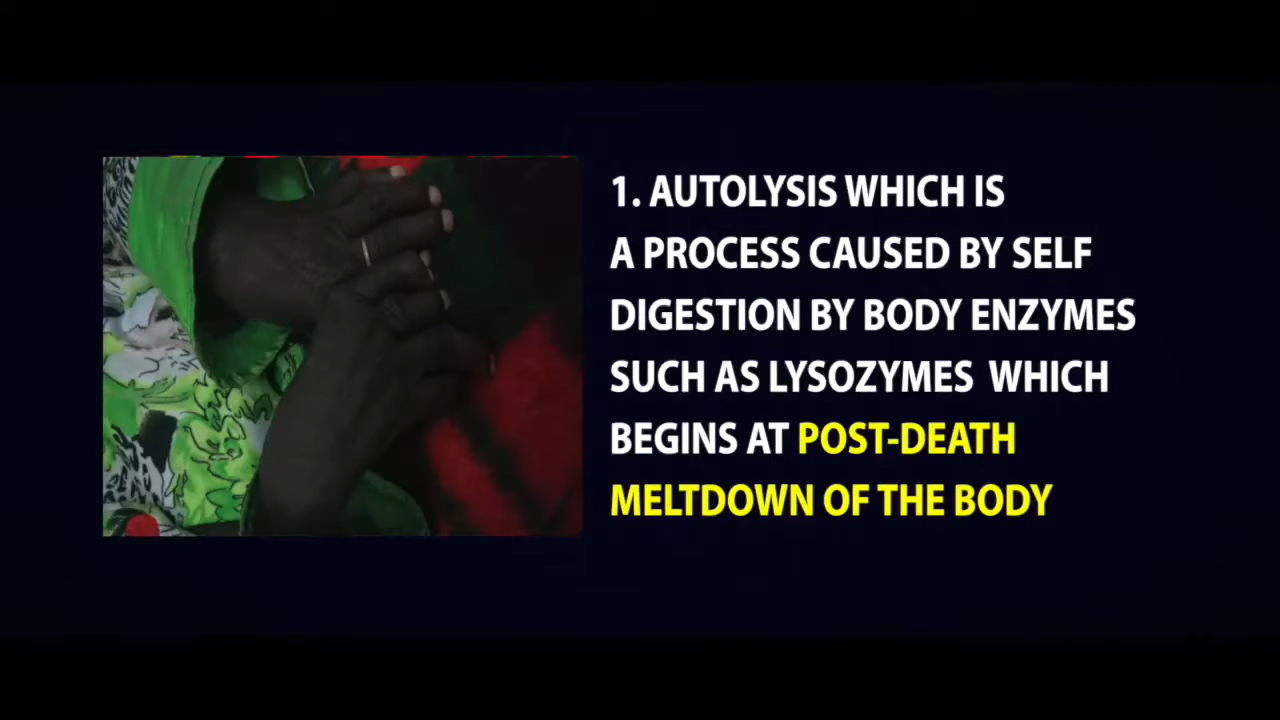 1. AUTOLYSIS WHICH IS
A PROCESS CAUSED BY SELF
DIGESTION BY BODY ENZYMES
SUCH AS LYSOZYMES WHICH
BEGINS AT POST-DEATH
MELTDOWN OF THE BODY